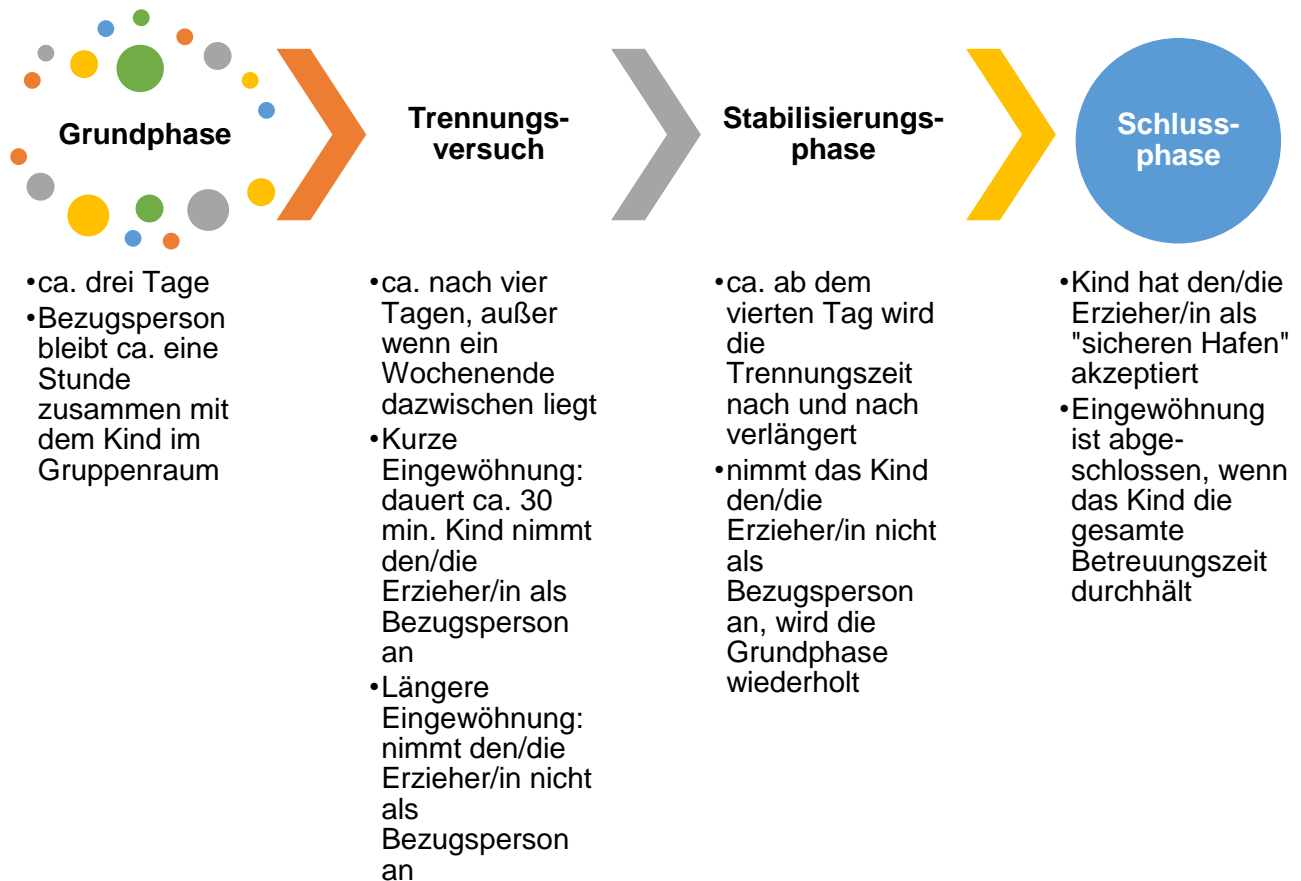 Grundphase
•ca. drei Tage
•Bezugsperson
bleibt ca. eine
Stunde
zusammen mit
dem Kind im
Gruppenraum
Trennungs-
versuch
•ca. nach vier
Tagen, außer
wenn ein
Wochenende
dazwischen liegt
•Kurze
Eingewöhnung:
dauert ca. 30
min. Kind nimmt
den/die
Erzieher/in als
Bezugsperson
an
•Längere
Eingewöhnung:
nimmt den/die
Erzieher/in nicht
als
Bezugsperson
an
Stabilisierungs-
phase
•ca. ab dem
vierten Tag wird
die
Trennungszeit
nach und nach
verlängert
•nimmt das Kind
den/die
Erzieher/in nicht
als
Bezugsperson
an, wird die
Grundphase
wiederholt
Schluss-
phase
•Kind hat den/die
Erzieher/in als
"sicheren Hafen"
akzeptiert
•Eingewöhnung
ist abge-
schlossen, wenn
das Kind die
gesamte
Betreuungszeit
durchhält